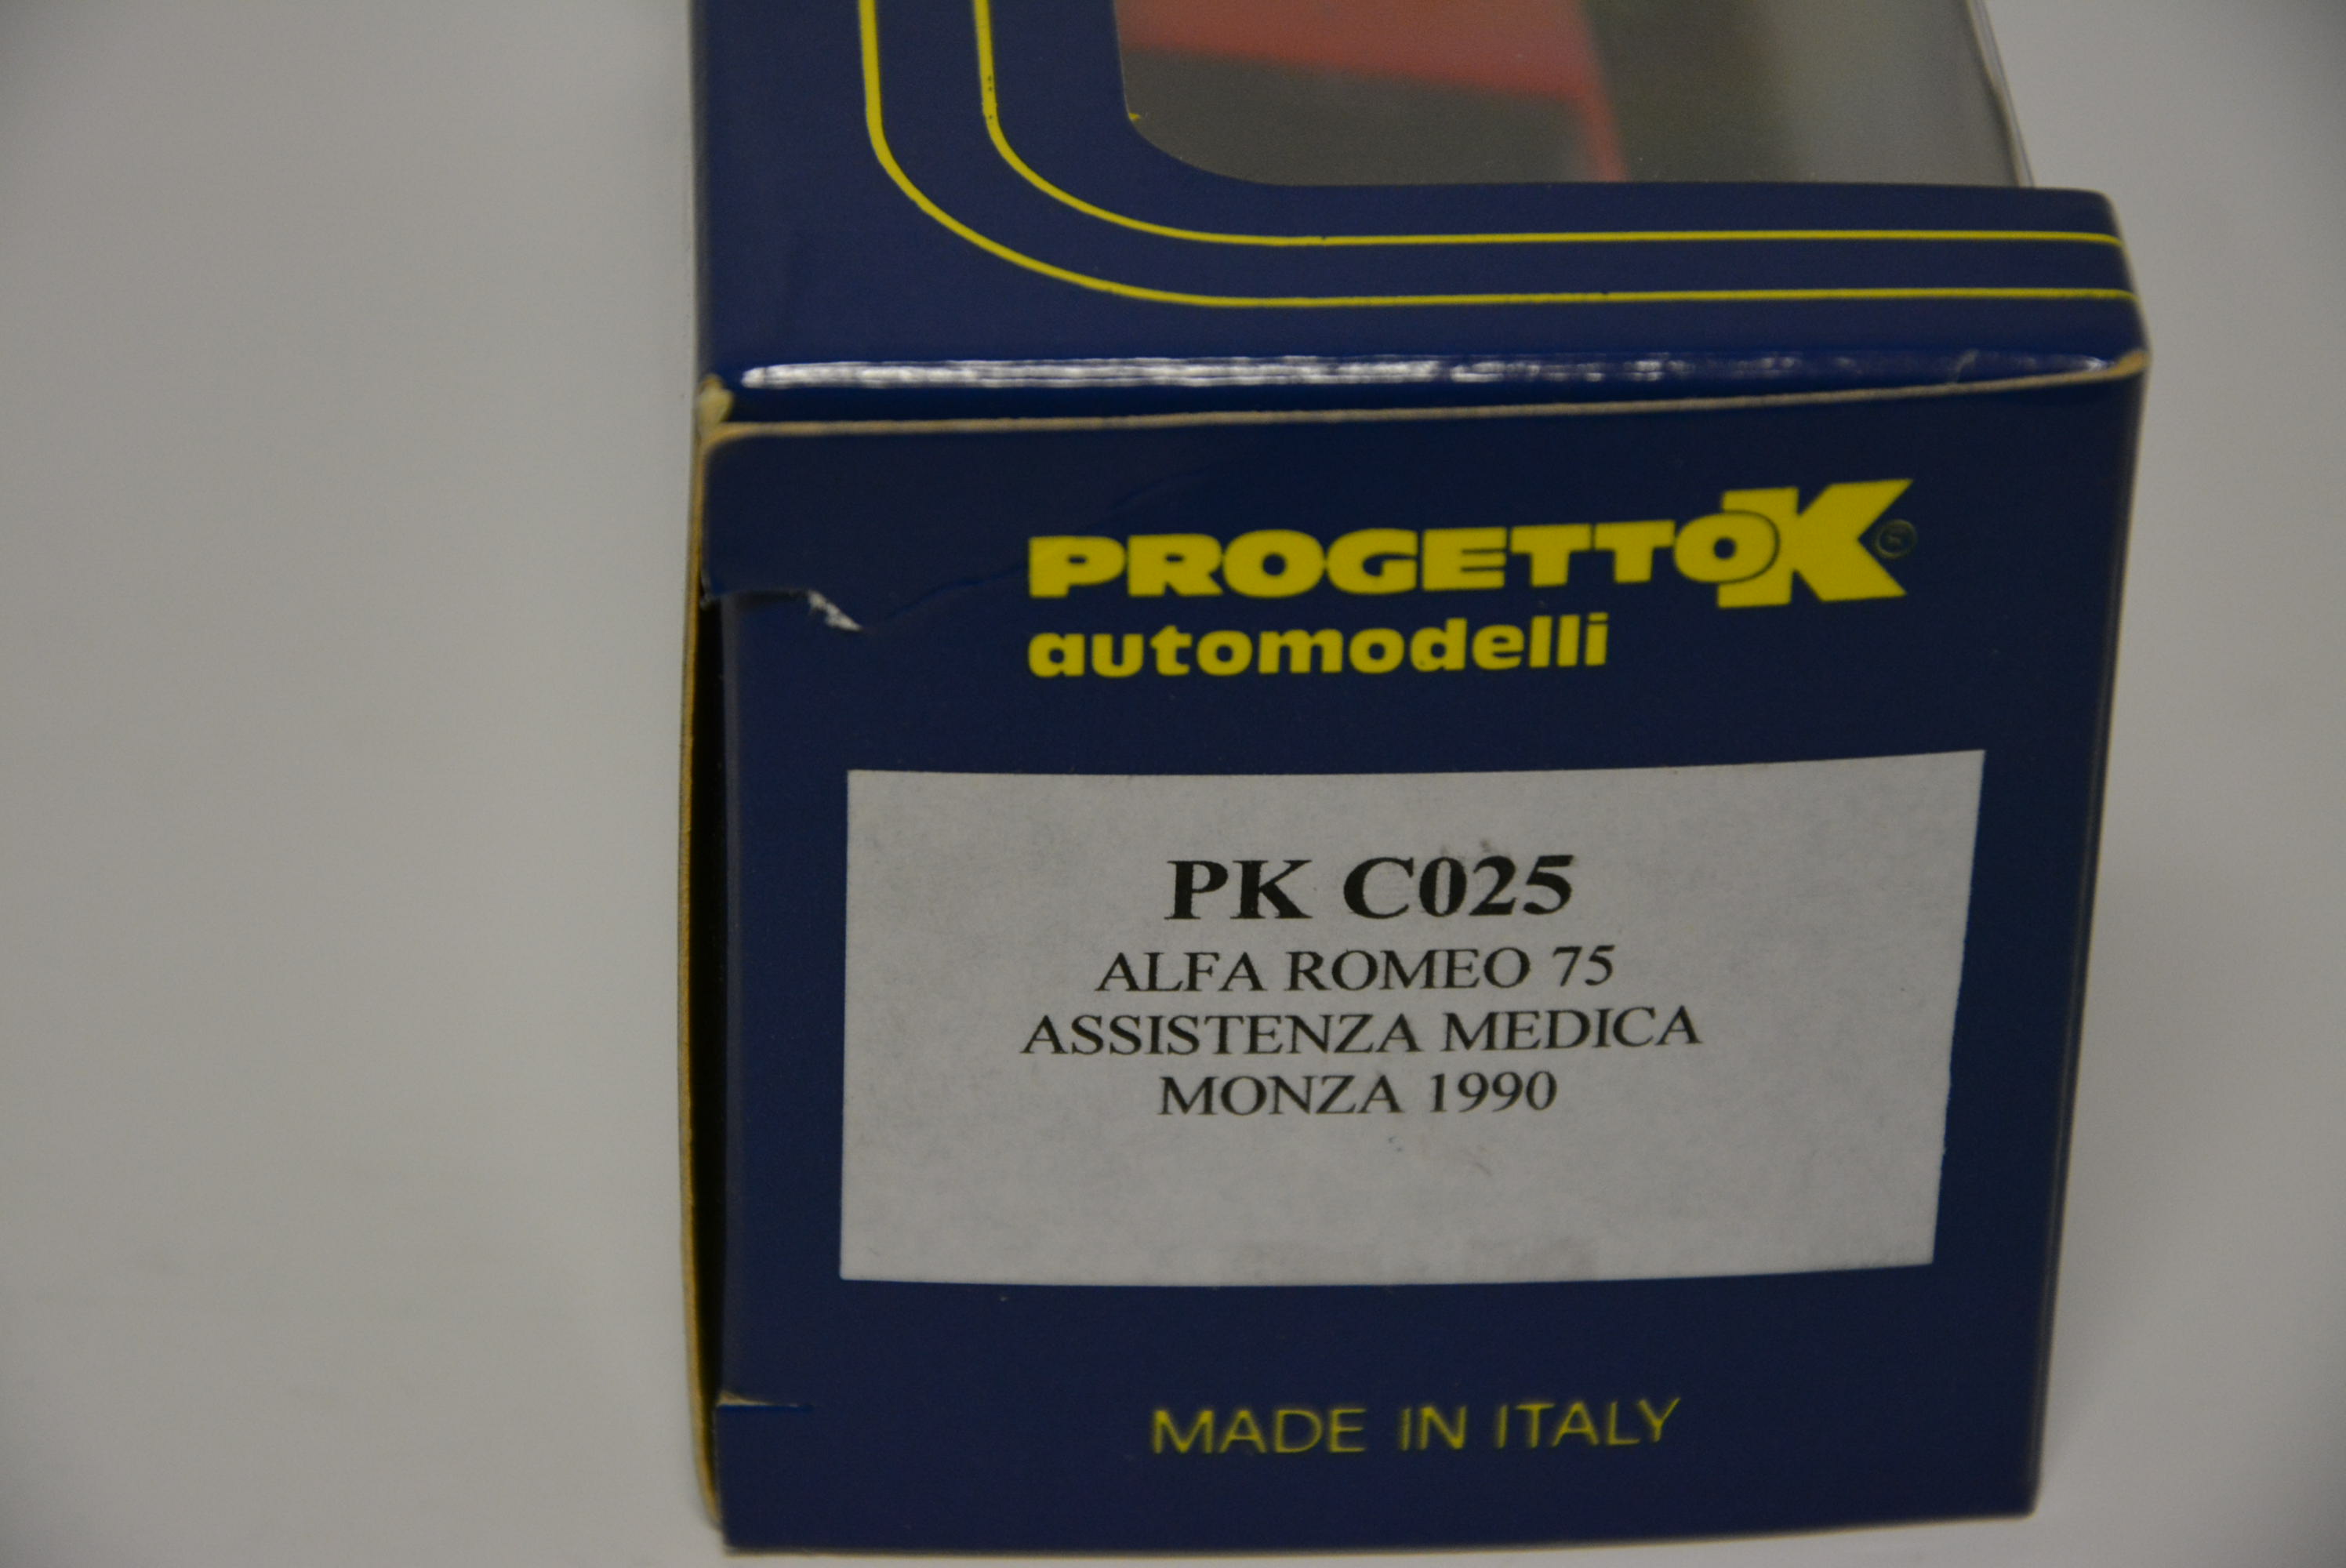 PROGETTOK®
automodelli
PK C025
ALFA ROMEO 75
ASSISTENZA MEDICA
MONZA 1990
MADE IN ITALY